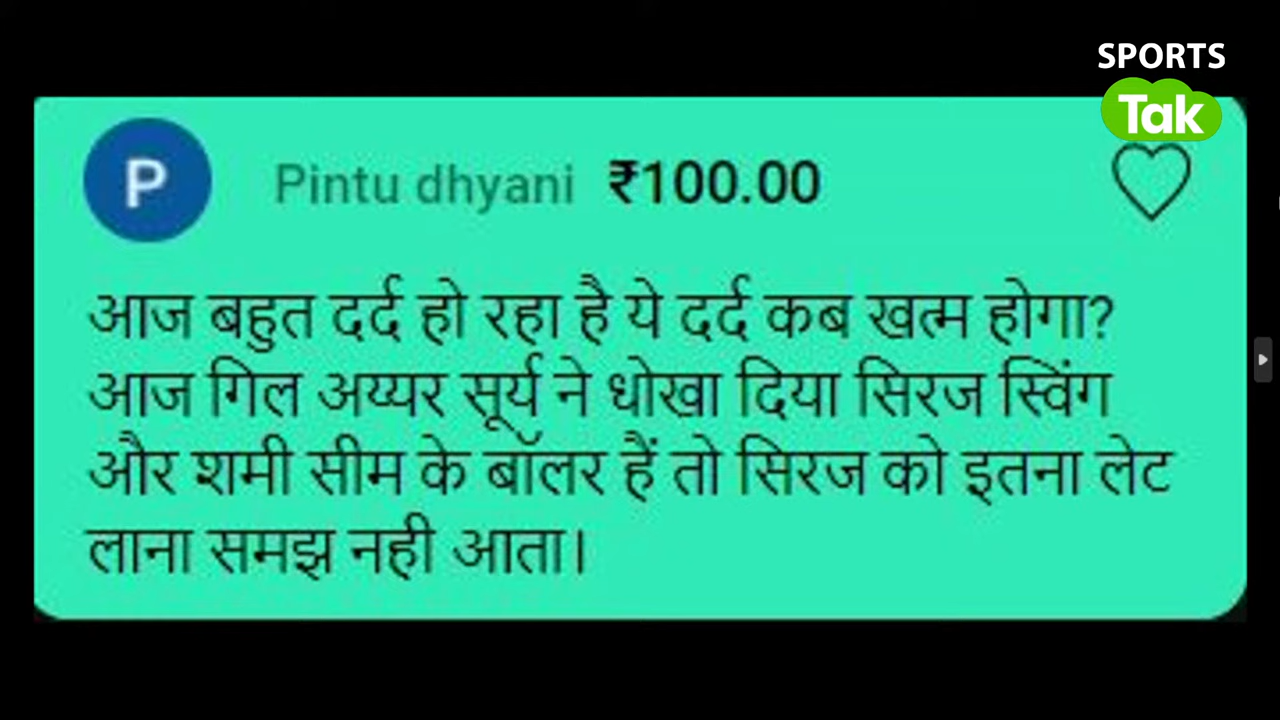 SPORTS
Tak
P
Pintu dhyani ₹100.00
आज बहुत दर्द हो रहा है ये दर्द कब खत्म होगा?
आज गिल अय्यर सूर्य ने धोखा दिया सिरज स्विंग
और शमी सीम के बॉलर हैं तो सिरज को इतना लेट
लाना समझ नही आता।